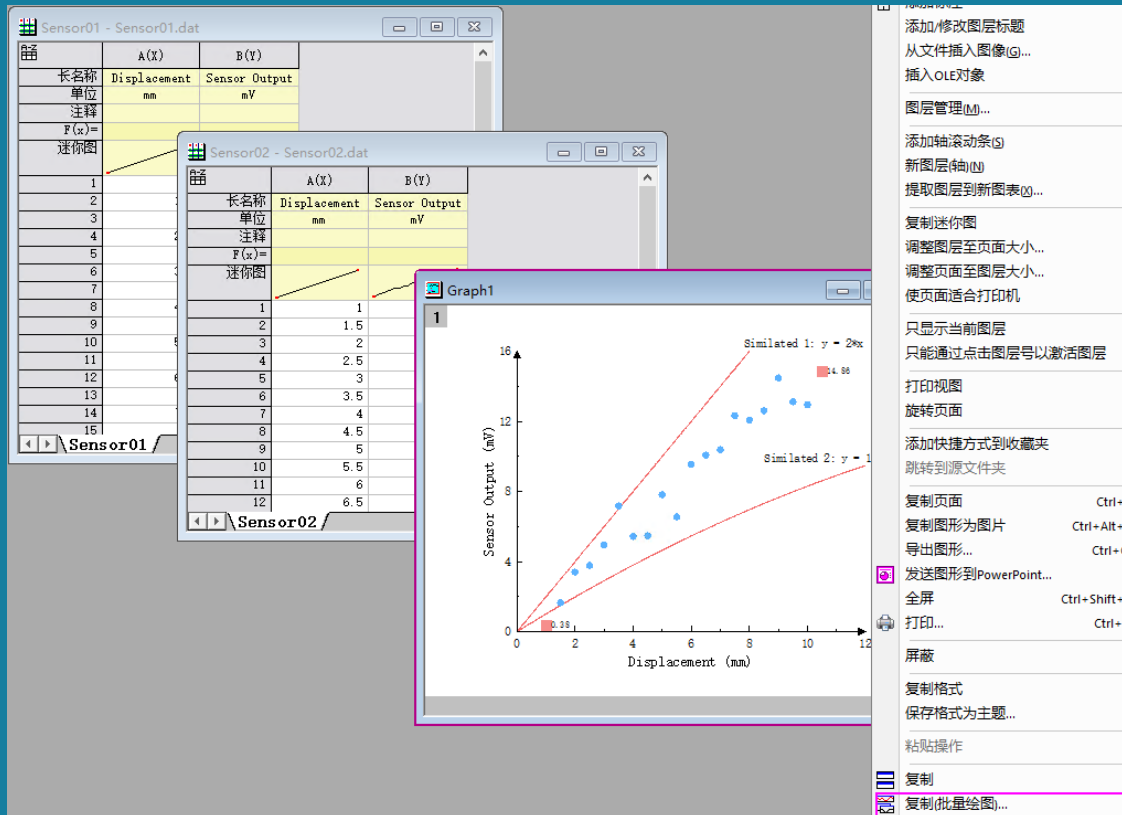 Sensor01 - Sensor01.dat
A(X) B(Y)
长名称 Displacement Sensor Output
单位 mm mV
注释
F(x)=
迷你图
1
2
3
4
5
6
7
8
9
10
11
12
13
14
15
Sensor01
Sensor02 - Sensor02.dat
A(X) B(Y)
长名称 Displacement Sensor Output
单位 mm mV
注释
F(x)=
迷你图
1 1
2 1.5
3 2
4 2.5
5 3
6 3.5
7 4
8 4.5
9 5
10 5.5
11 6
12 6.5
Sensor02
Graph1
1
Similated 1: y = 2*x
14.86
Similated 2: y = 1
0.38
16
12
8
4
0
Sensor Output (mV)
0 2 4 6 8 10 12
Displacement (mm)
添加/修改图层标题
从文件插入图像(G)...
插入OLE对象
图层管理(M)...
添加轴滚动条(S)
新图层(轴)(N)
提取图层到新图表(X)...
复制迷你图
调整图层至页面大小...
调整页面至图层大小...
使页面适合打印机
只显示当前图层
只能通过点击图层号以激活图层
打印视图
旋转页面
添加快捷方式到收藏夹
跳转到源文件夹
复制页面 Ctrl+
复制图形为图片 Ctrl+Alt+
导出图形... Ctrl+
发送图形到PowerPoint...
全屏 Ctrl+Shift+
打印... Ctrl+
屏蔽
复制格式
保存格式为主题...
粘贴操作
复制
复制(批量绘图)...